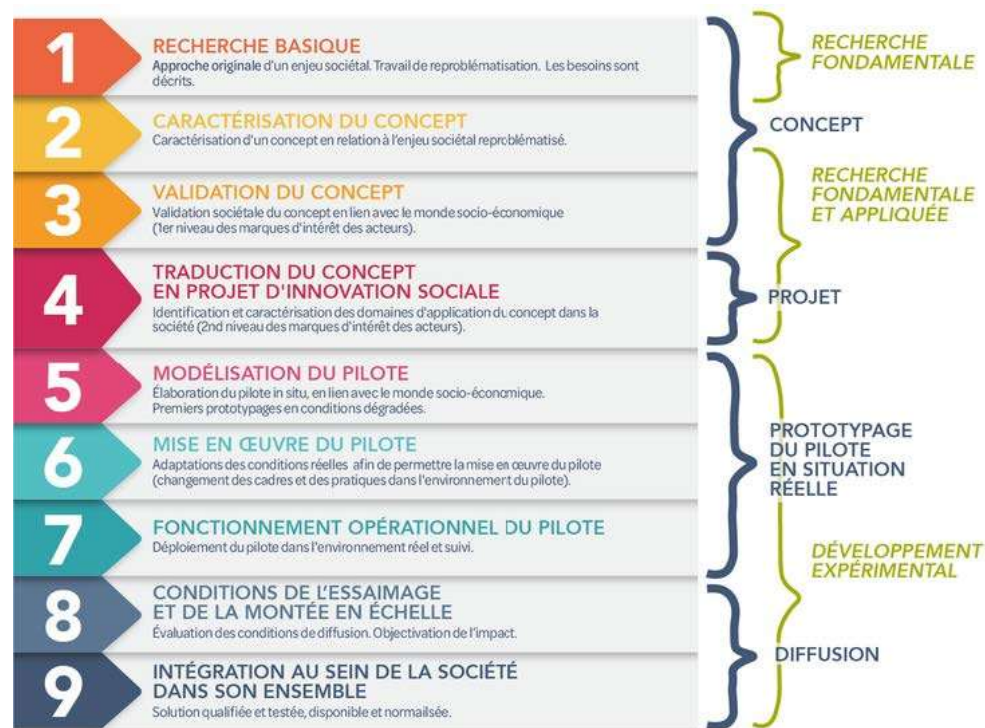 1
RECHERCHE BASIQUE
Approche originale d'un enjeu sociétal. Travail de reproblématisation. Les besoins sont
décrits.
2
CARACTÉRISATION DU CONCEPT
Caractérisation d'un concept en relation à l'enjeu sociétal reproblématisé.
3
VALIDATION DU CONCEPT
Validation sociétale du concept en lien avec le monde socio-économique
(1er niveau des marques d'intérêt des acteurs).
4
TRADUCTION DU CONCEPT
EN PROJET D'INNOVATION SOCIALE
Identification et caractérisation des domaines d'application du concept dans la
société (2nd niveau des marques d'intérêt des acteurs).
5
MODÉLISATION DU PILOTE
Élaboration du pilote in situ, en lien avec le monde socio-économique.
Premiers prototypages en conditions dégradées.
6
MISE EN ŒUVRE DU PILOTE
Adaptations des conditions réelles afin de permettre la mise en œuvre du pilote
(changement des cadres et des pratiques dans l'environnement du pilote).
7
FONCTIONNEMENT OPÉRATIONNEL DU PILOTE
Déploiement du pilote dans l'environnement réel et suivi.
8
CONDITIONS DE L'ESSAIMAGE
ET DE LA MONTÉE EN ÉCHELLE
Évaluation des conditions de diffusion. Objectivation de l'impact.
9
INTÉGRATION AU SEIN DE LA SOCIÉTÉ
DANS SON ENSEMBLE
Solution qualifiée et testée, disponible et normailsée.
CONCEPT
PROJET
PROTOTYPAGE
DU PILOTE
EN SITUATION
RÉELLE
DIFFUSION
RECHERCHE
FONDAMENTALE
RECHERCHE
FONDAMENTALE
ET APPLIQUÉE
DÉVELOPPEMENT
EXPÉRIMENTAL